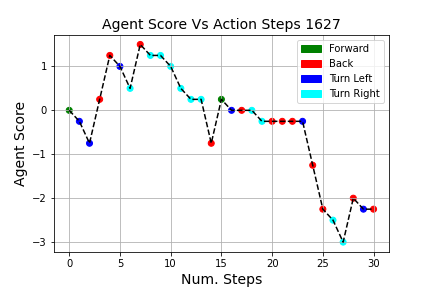 Agent Score Vs Action Steps 1627
Forward
Back
Turn Left
Turn Right
1
0
−1
−2
−3
Agent Score
0 5 10 15 20 25 30
Num. Steps